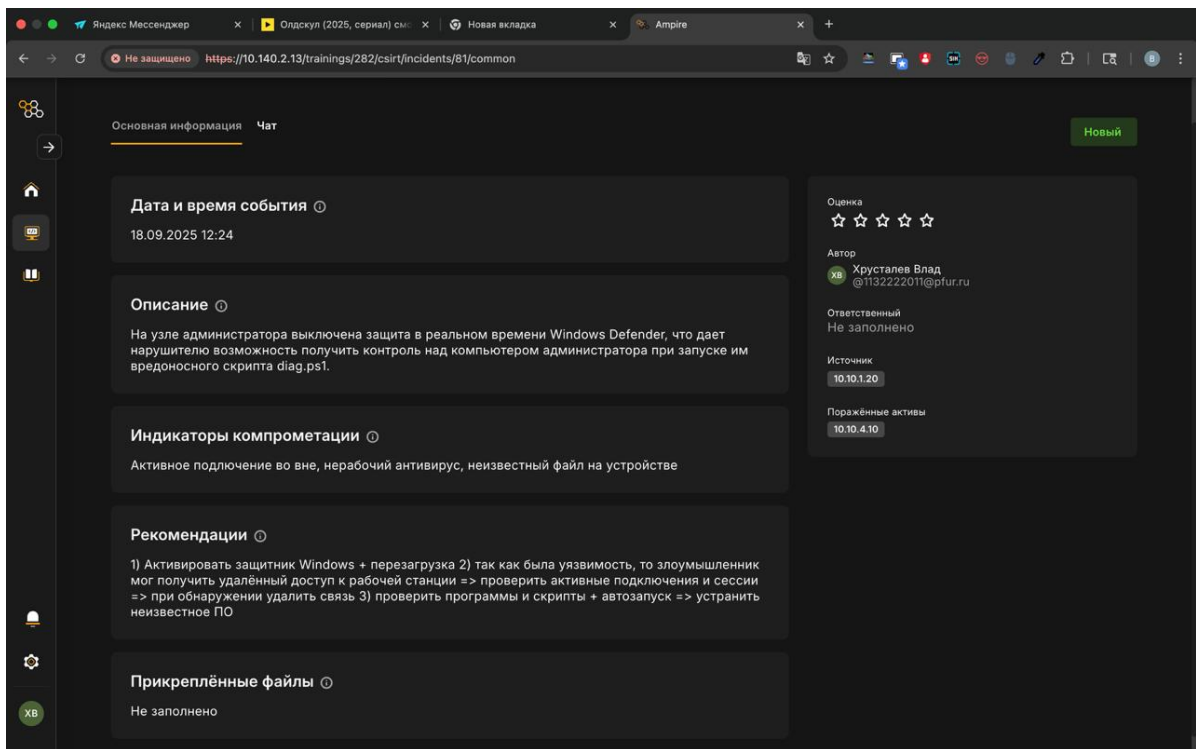 Яндекс Мессенджер
Олдскул (2025, сериал) смо
Новая вкладка
Ampire
Не защищено https://10.140.2.13/trainings/282/csirt/incidents/81/common
Основная информация Чат
Новый
Дата и время события
18.09.2025 12:24
Описание
На узле администратора выключена защита в реальном времени Windows Defender, что дает
нарушителю возможность получить контроль над компьютером администратора при запуске им
вредоносного скрипта diag.ps1.
Индикаторы компрометации
Активное подлючение во вне, нерабочий антивирус, неизвестный файл на устройстве
Рекомендации
1) Активировать защитник Windows + перезагрузка 2) так как была уязвимость, то злоумышленник
мог получить удалённый доступ к рабочей станции => проверить активные подключения и сессии
=> при обнаружении удалить связь 3) проверить программы и скрипты + автозапуск => устранить
неизвестное ПО
Прикреплённые файлы
Не заполнено
Оценка
Автор
ХВ
Хрусталев Влад
@1132222011@pfur.ru
Ответственный
Не заполнено
Источник
10.10.1.20
Поражённые активы
10.10.4.10
ХВ